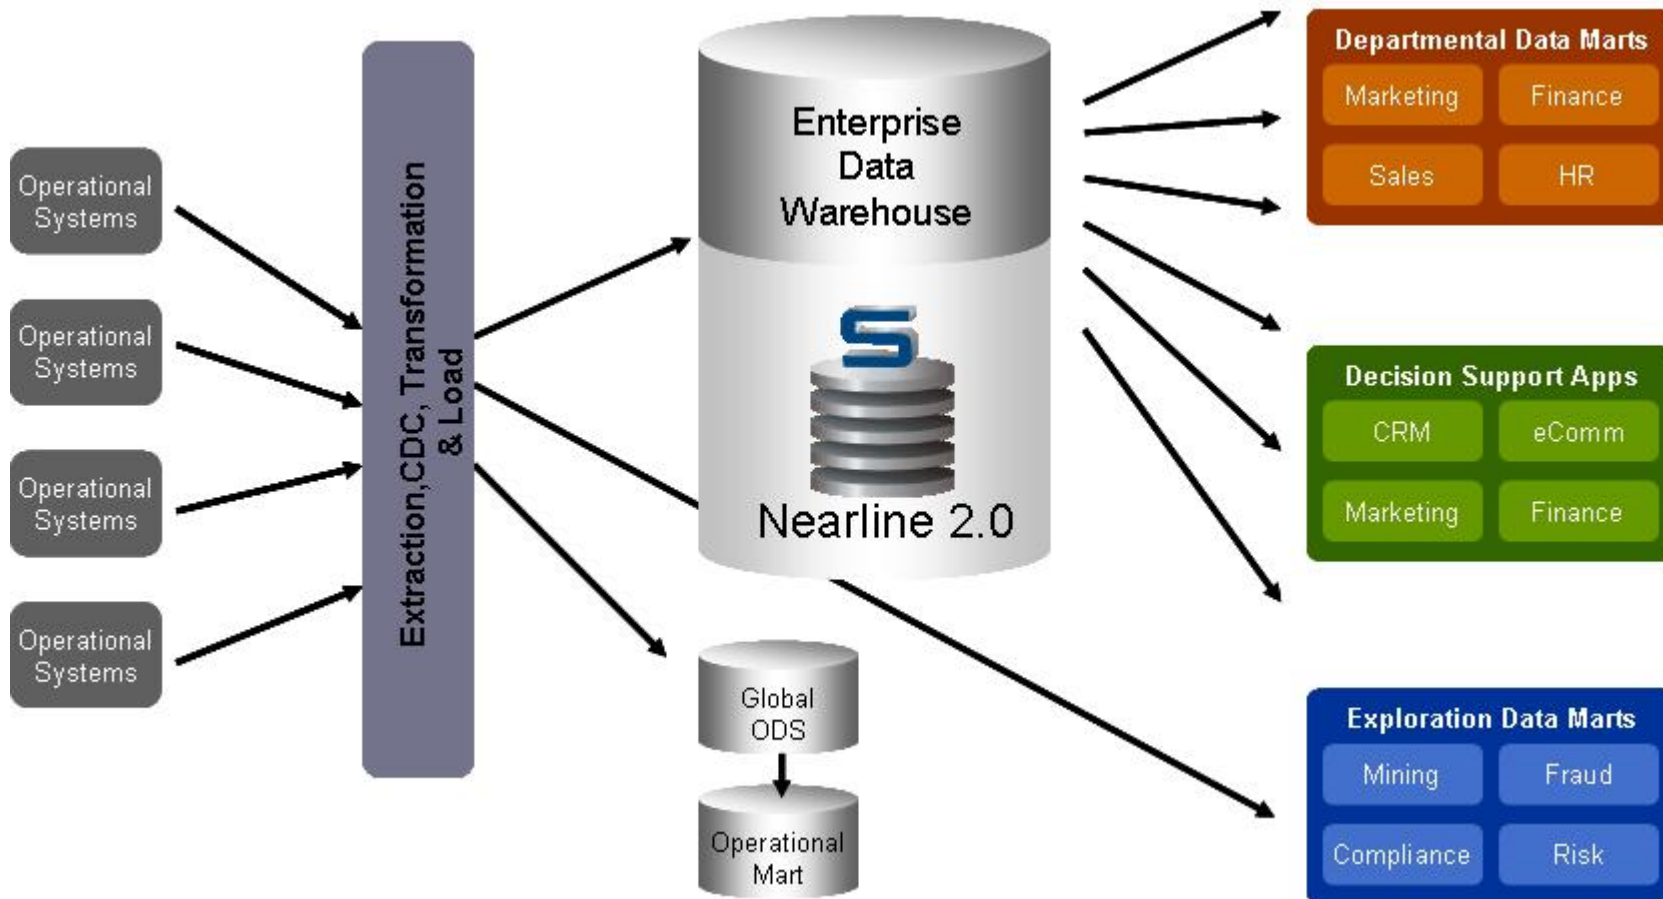 Operational
Systems
Operational
Systems
Operational
Systems
Operational
Systems
Extraction,CDC, Transformation
& Load
Enterprise
Data
Warehouse
S
Nearline 2.0
Global
ODS
Operational
Mart
Departmental Data Marts
Marketing Finance
Sales HR
Decision Support Apps
CRM eComm
Marketing Finance
Exploration Data Marts
Mining Fraud
Compliance Risk